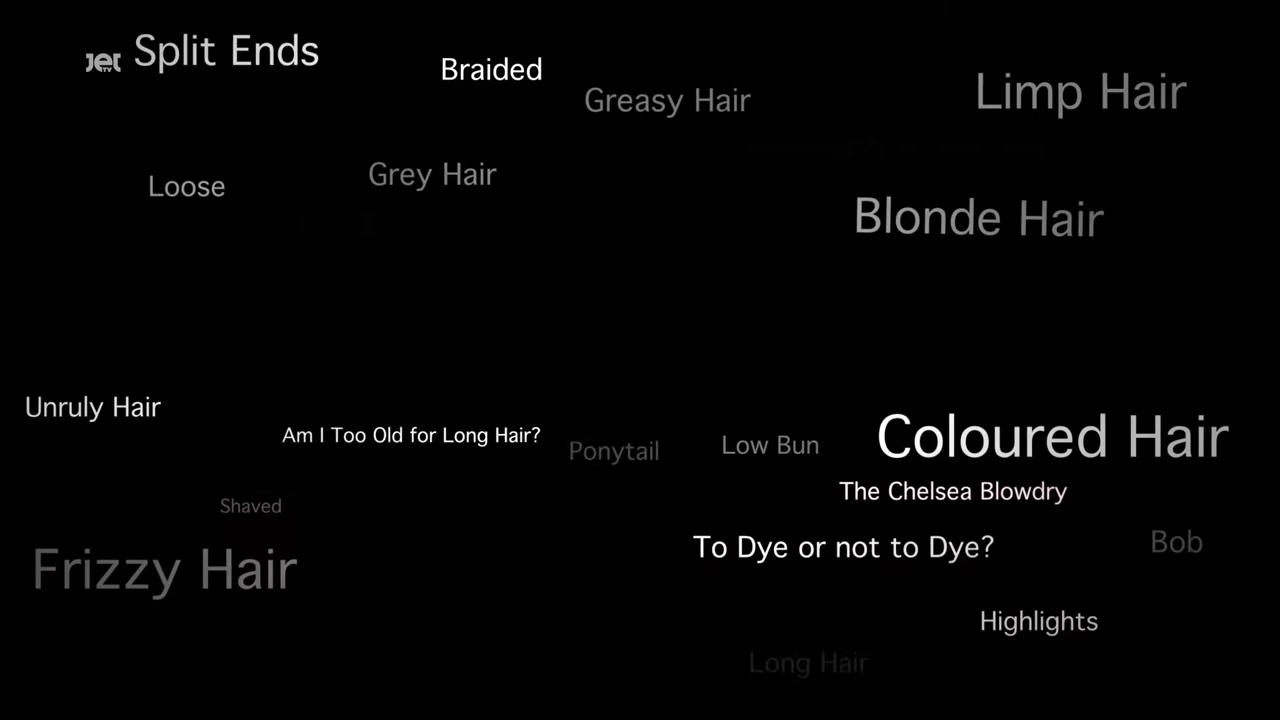 Split Ends
JET TV
Braided
Greasy Hair
Limp Hair
Loose
Grey Hair
Blonde Hair
Unruly Hair
Am I Too Old for Long Hair?
Ponytail
Low Bun
Coloured Hair
The Chelsea Blowdry
Shaved
To Dye or not to Dye?
Bob
Frizzy Hair
Highlights
Long Hair